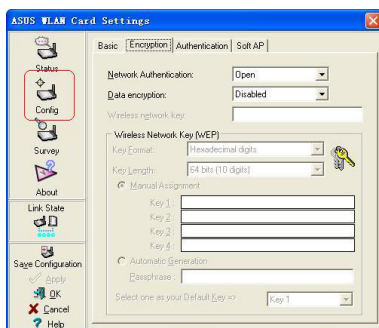 ASUS WLAN Card Settings
Status
Config
Survey
About
Link State
Save Configuration
Apply
OK
Cancel
Help
Basic Encryption Authentication Soft AP
Network Authentication: Open
Data encryption: Disabled
Wireless network key:
Wireless Network Key (WEP)
Key Format: Hexadecimal digits
Key Length: 64 bits (10 digits)
Manual Assignment
Key 1:
Key 2:
Key 3:
Key 4:
Automatic Generation
Passphrase:
Select one as your Default Key => Key 1